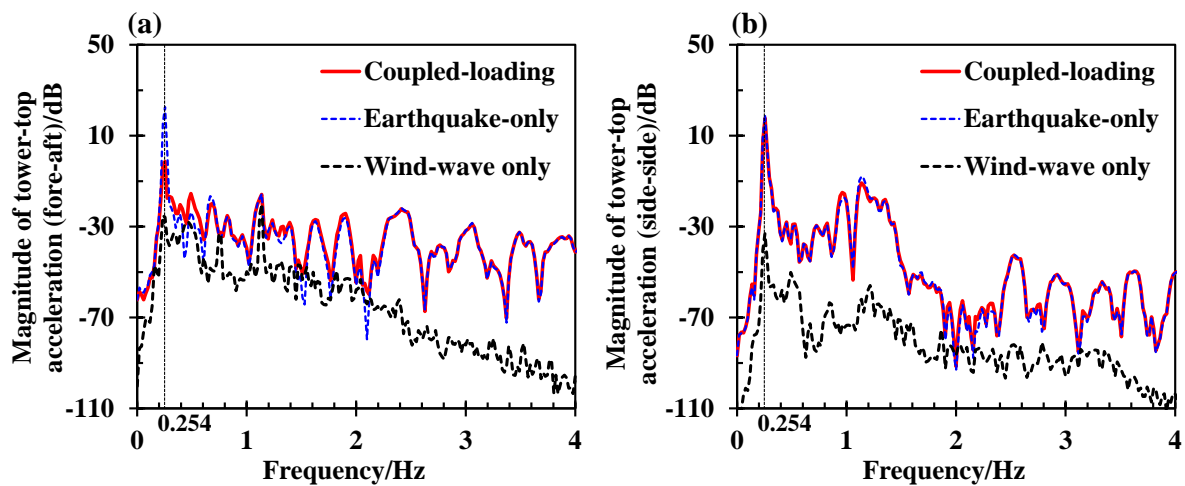 (a)
Magnitude of tower-top
acceleration (fore-aft)/dB
50
10
-30
-70
-110
Coupled-loading
Earthquake-only
Wind-wave only
0.254
0
1
2
3
4
Frequency/Hz
(b)
Magnitude of tower-top
acceleration (side-side)/dB
50
10
-30
-70
-110
Coupled-loading
Earthquake-only
Wind-wave only
0.254
0
1
2
3
4
Frequency/Hz